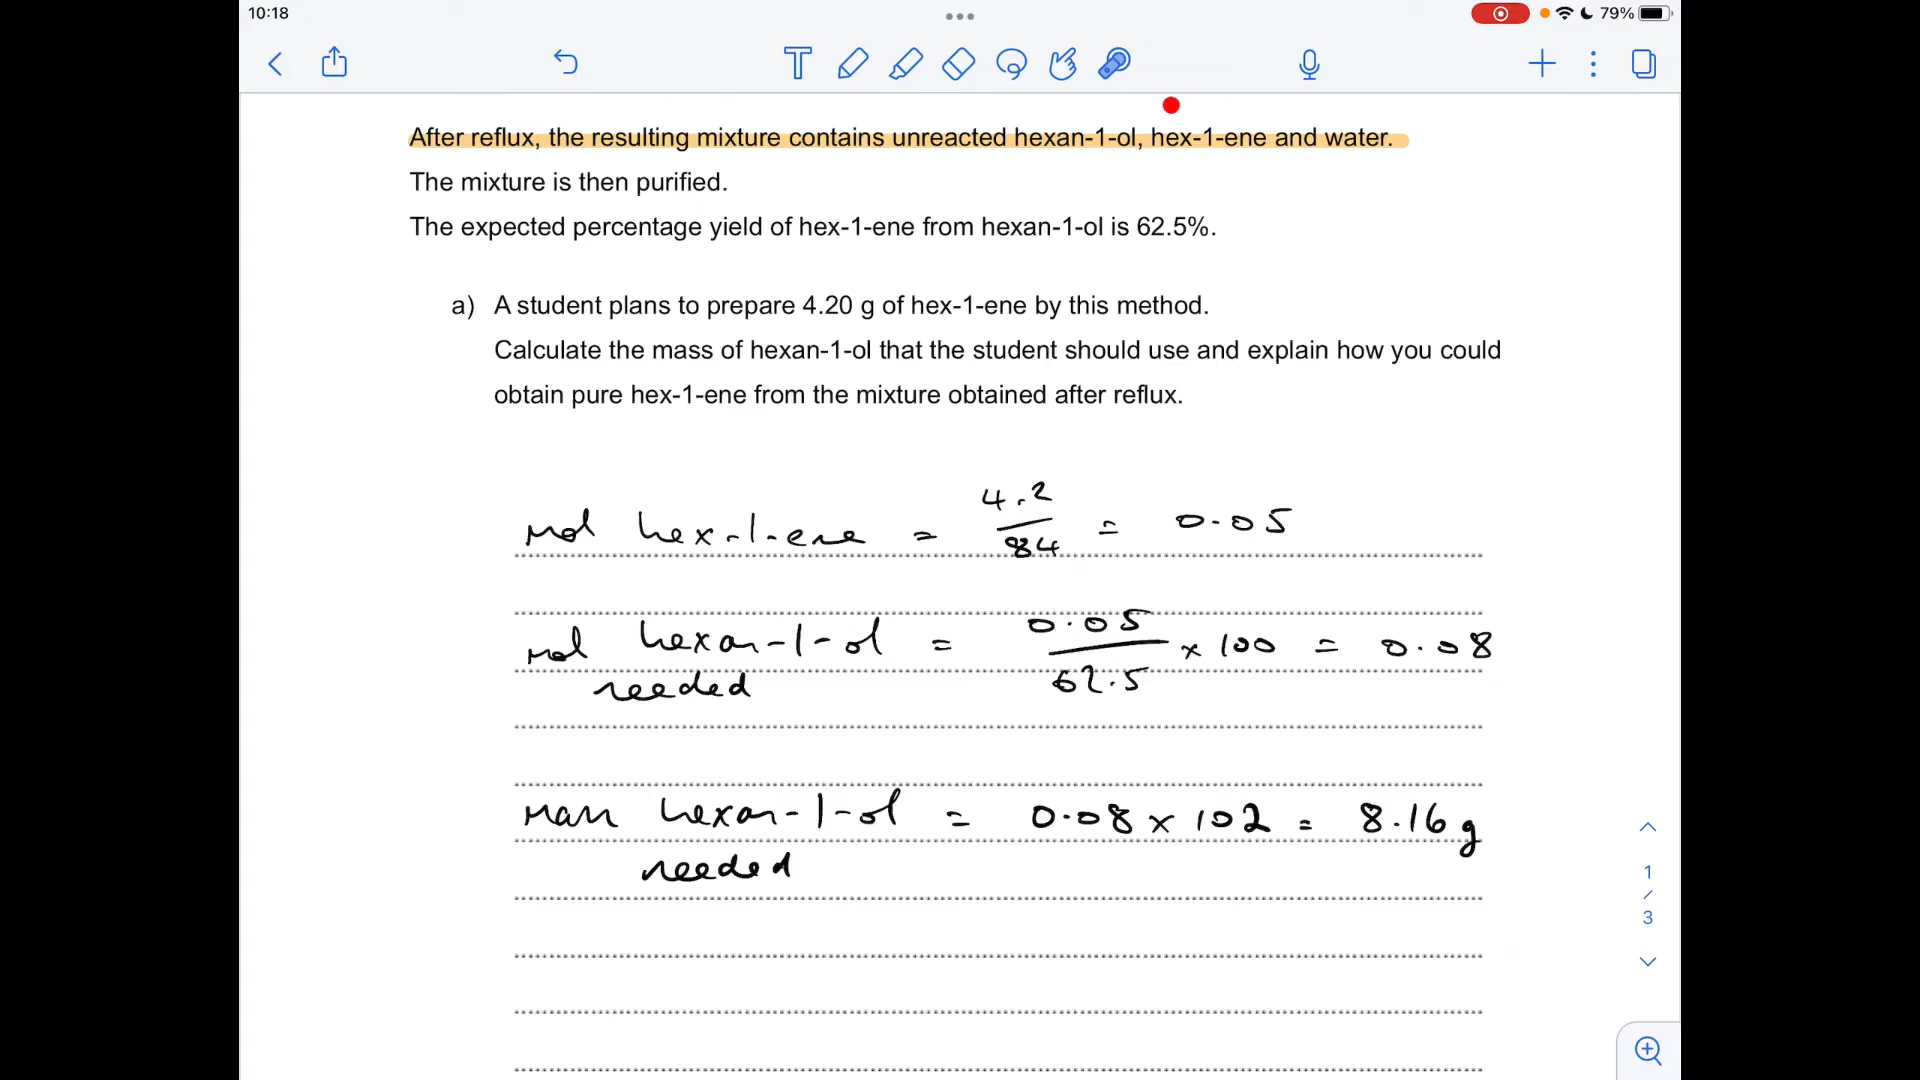 10:18
79%
After reflux, the resulting mixture contains unreacted hexan-1-ol, hex-1-ene and water.
The mixture is then purified.
The expected percentage yield of hex-1-ene from hexan-1-ol is 62.5%.
a) A student plans to prepare 4.20 g of hex-1-ene by this method.
Calculate the mass of hexan-1-ol that the student should use and explain how you could
obtain pure hex-1-ene from the mixture obtained after reflux.
mol hex-1-ene = 4.2 / 84 = 0.05
mol hexan-1-ol needed = 0.05 / 62.5 x 100 = 0.08
mass hexan-1-ol needed = 0.08 x 102 = 8.16g
1
/
3